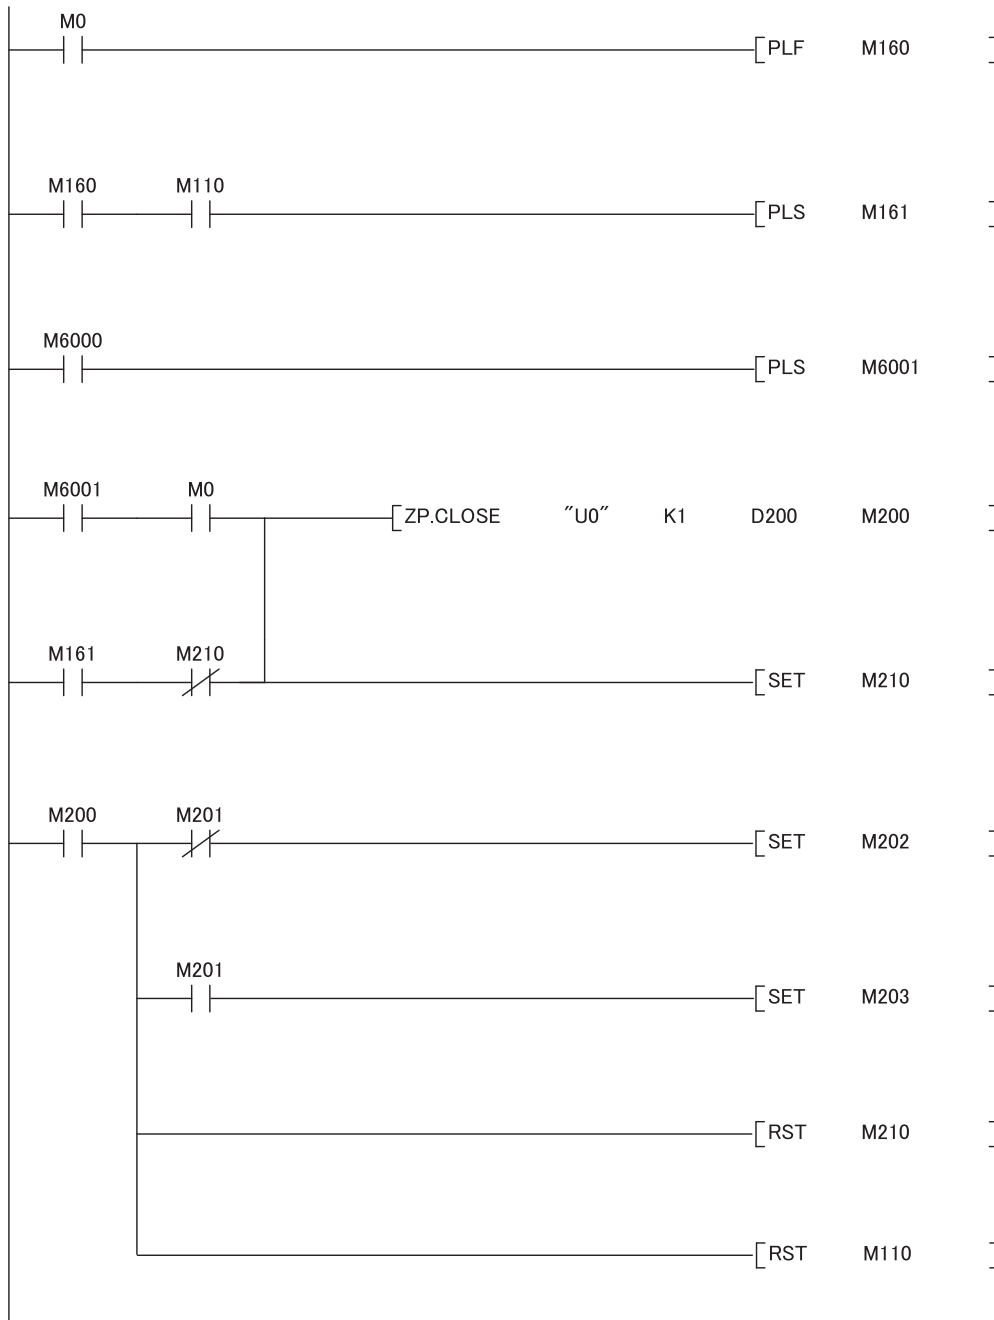 M0
[PLF M160 ]
M160 M110
[PLS M161 ]
M6000
[PLS M6001 ]
M6001 M0
[ZP.CLOSE "U0" K1 D200 M200 ]
M161 M210
[SET M210 ]
M200 M201
[SET M202 ]
M201
[SET M203 ]
[RST M210 ]
[RST M110 ]